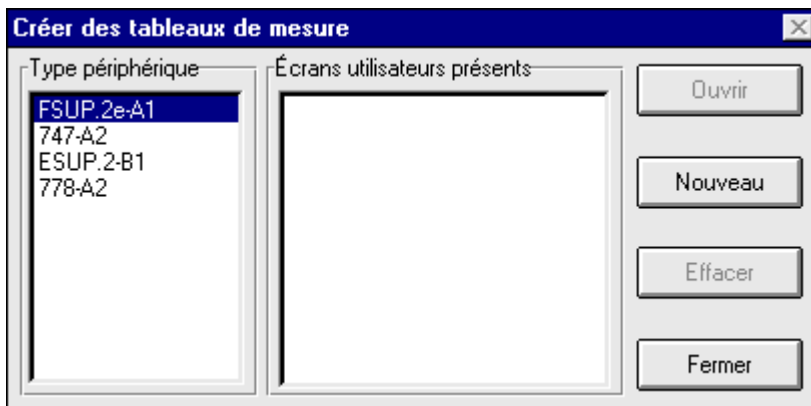 Créer des tableaux de mesure
Type périphérique
FSUP.2e-A1
747-A2
ESUP.2-B1
778-A2
Écrans utilisateurs présents
Ouvrir
Nouveau
Effacer
Fermer